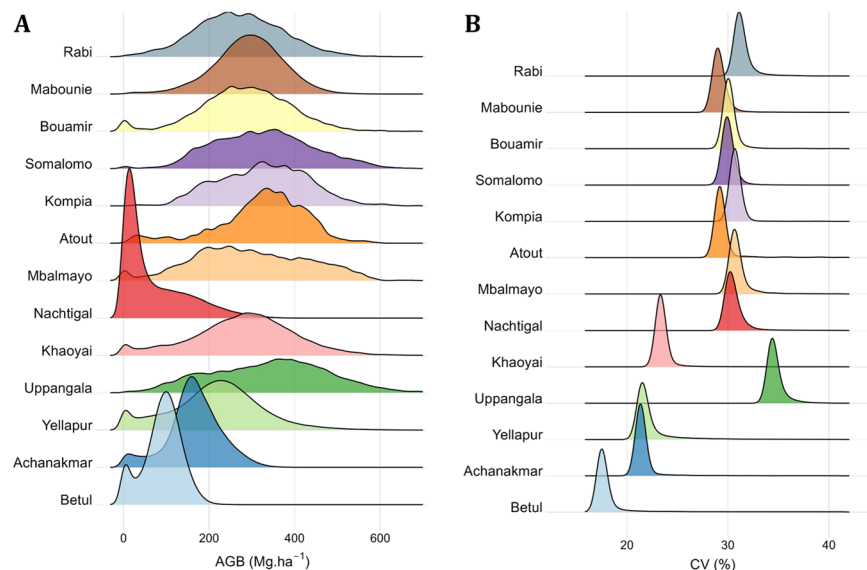 A
Rabi
Mabounie
Bouamir
Somalomo
Kompia
Atout
Mbalmayo
Nachtigal
Khaoyai
Uppangala
Yellapur
Achanakmar
Betul
0 200 400 600
AGB (Mg.ha⁻¹)
B
Rabi
Mabounie
Bouamir
Somalomo
Kompia
Atout
Mbalmayo
Nachtigal
Khaoyai
Uppangala
Yellapur
Achanakmar
Betul
20 30 40
CV (%)